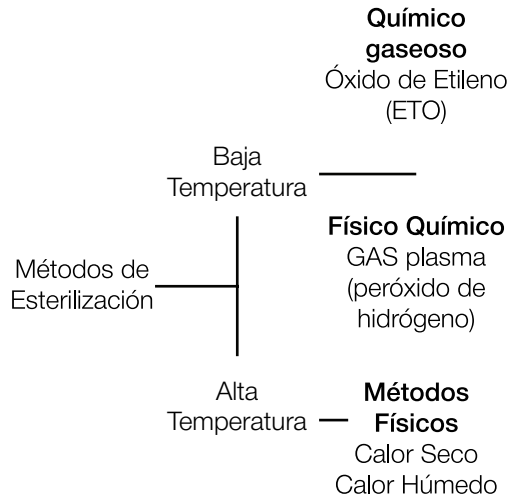 Químico
gaseoso
Óxido de Etileno
(ETO)
Baja
Temperatura
Físico Químico
GAS plasma
(peróxido de
hidrógeno)
Métodos de
Esterilización
Alta
Temperatura
Métodos
Físicos
Calor Seco
Calor Húmedo